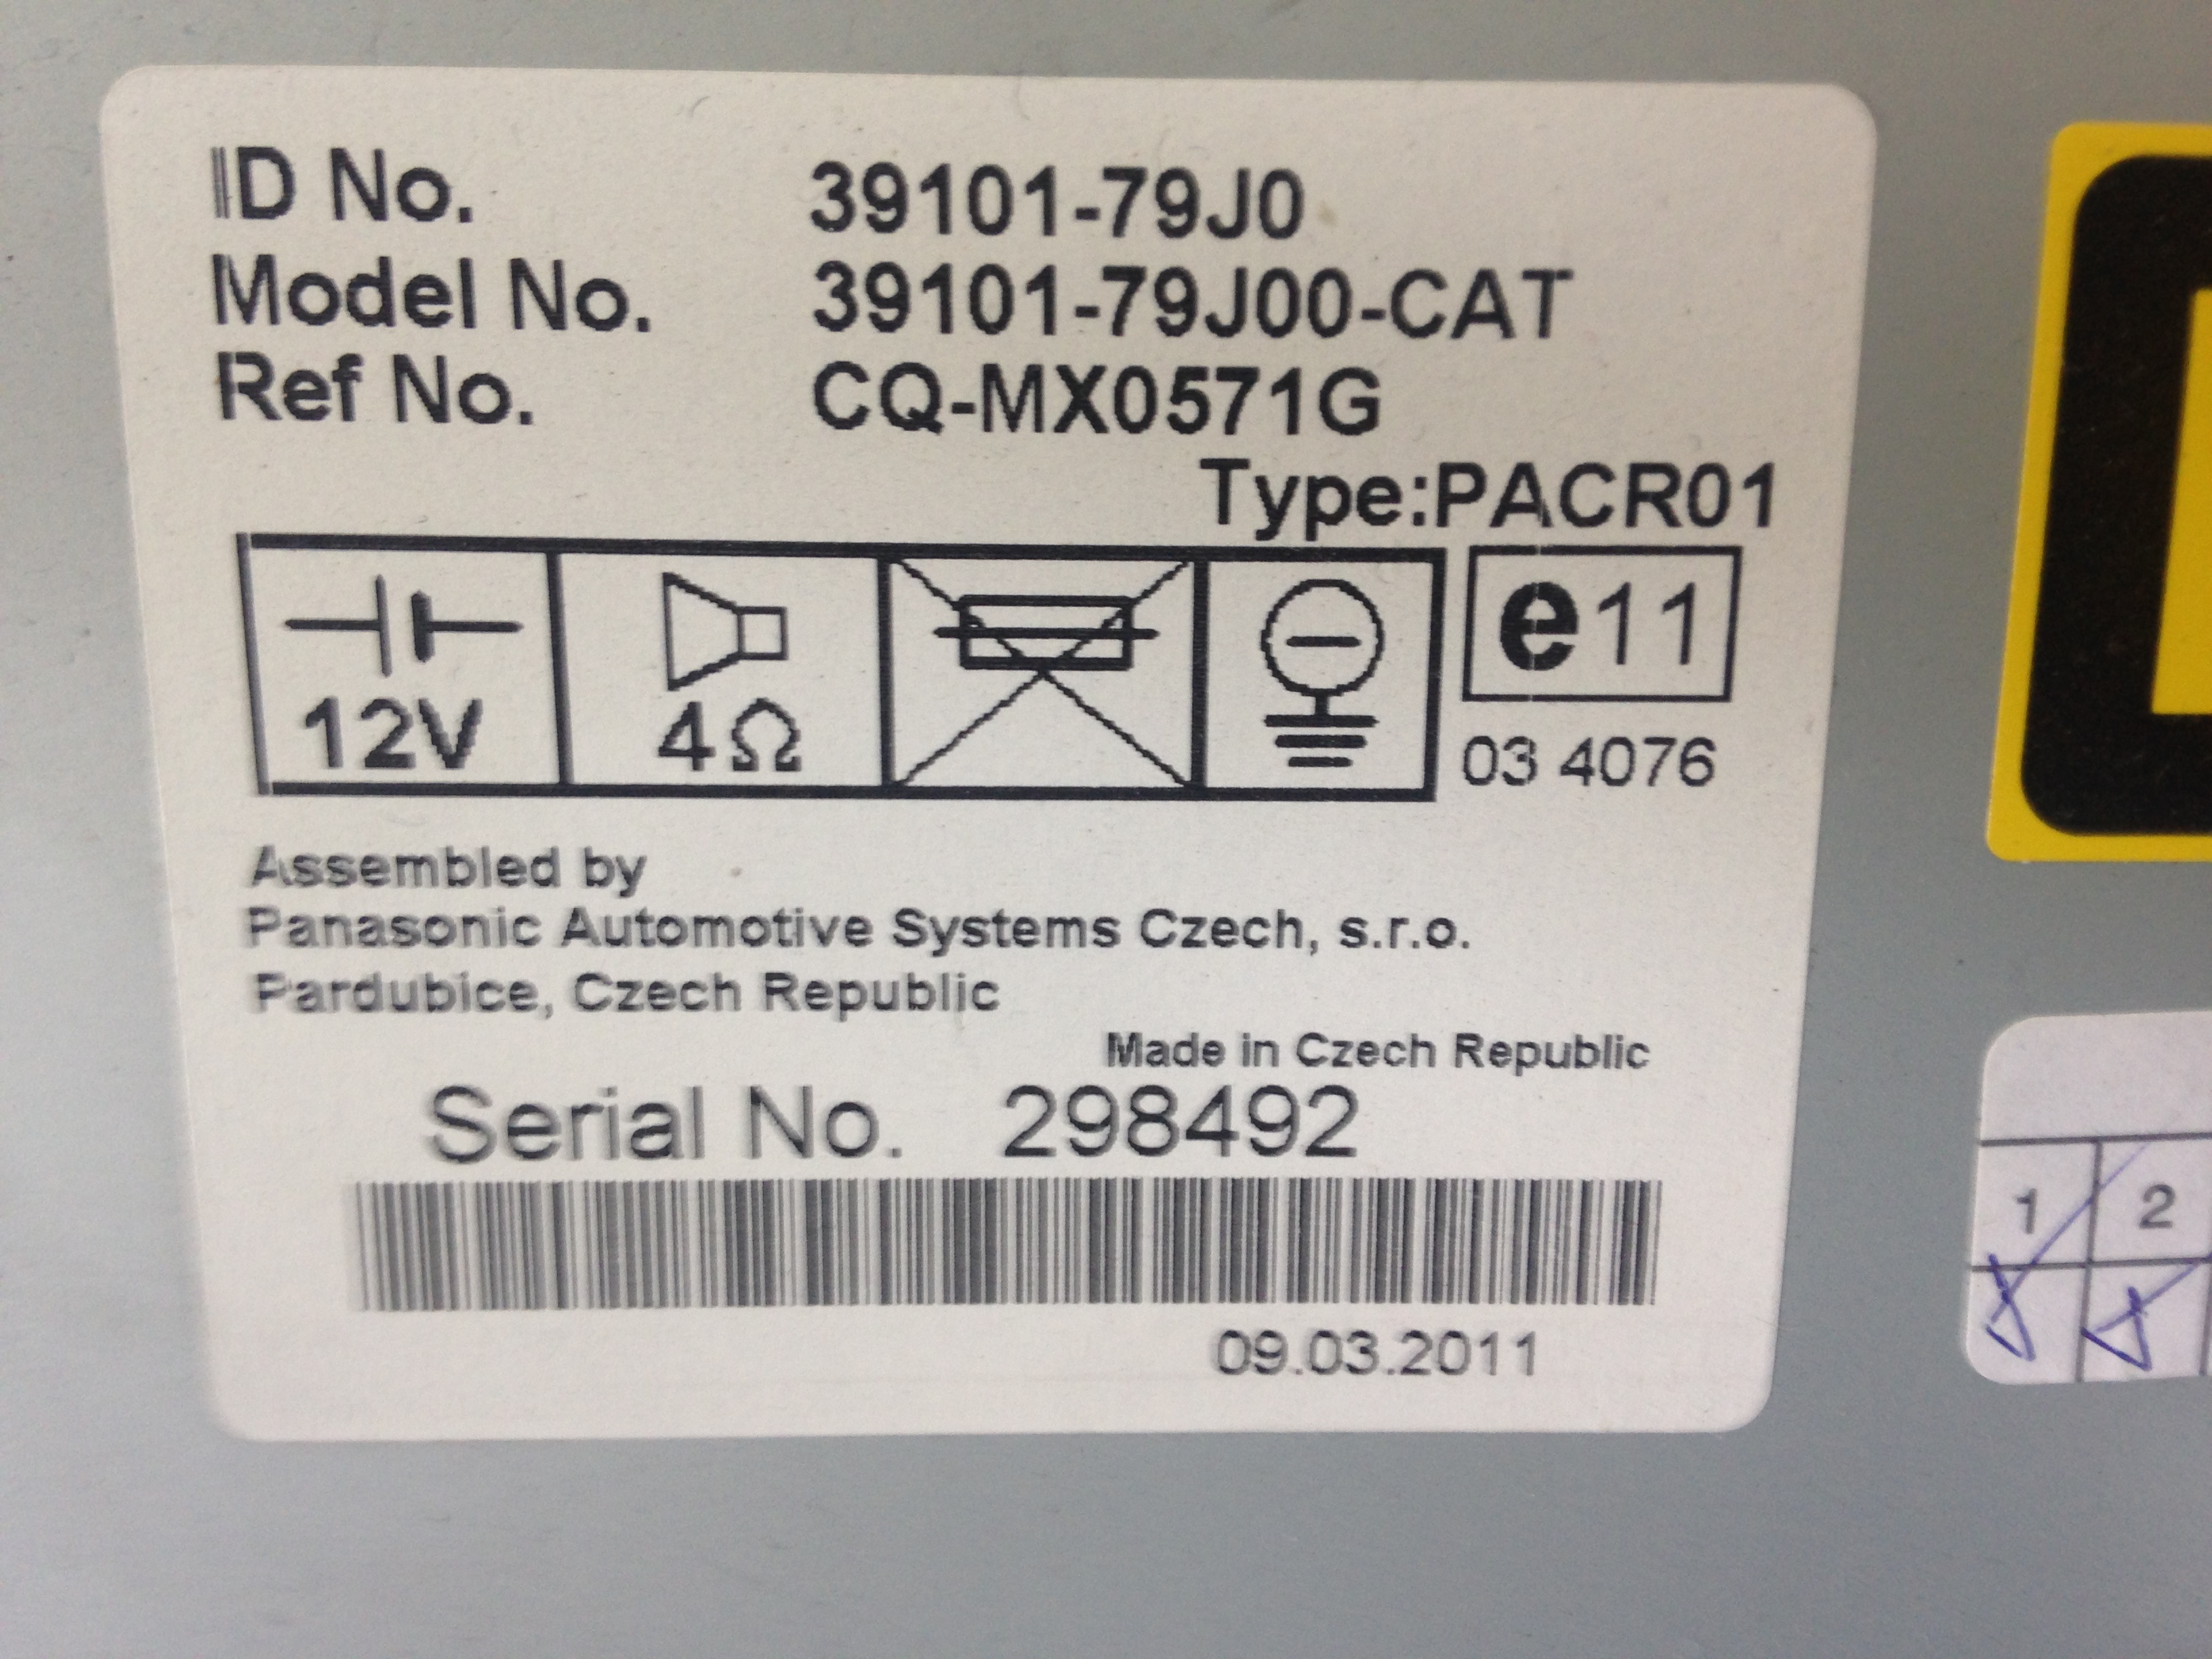 ID No. 39101-79J0
Model No. 39101-79J00-CAT
Ref No. CQ-MX0571G
Type:PACR01
12V 4Ω e11
03 4076
Assembled by
Panasonic Automotive Systems Czech, s.r.o.
Pardubice, Czech Republic
Made in Czech Republic
Serial No. 298492
09.03.2011
1 2